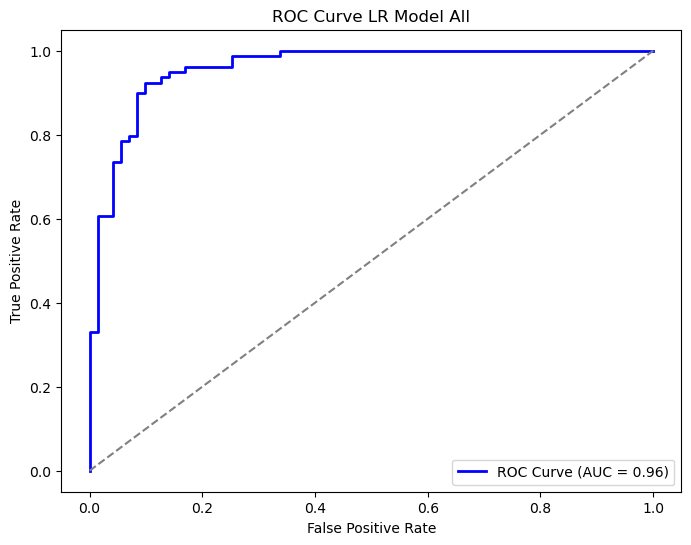 ROC Curve LR Model All
True Positive Rate
1.0
0.8
0.6
0.4
0.2
0.0
ROC Curve (AUC = 0.96)
0.0 0.2 0.4 0.6 0.8 1.0
False Positive Rate